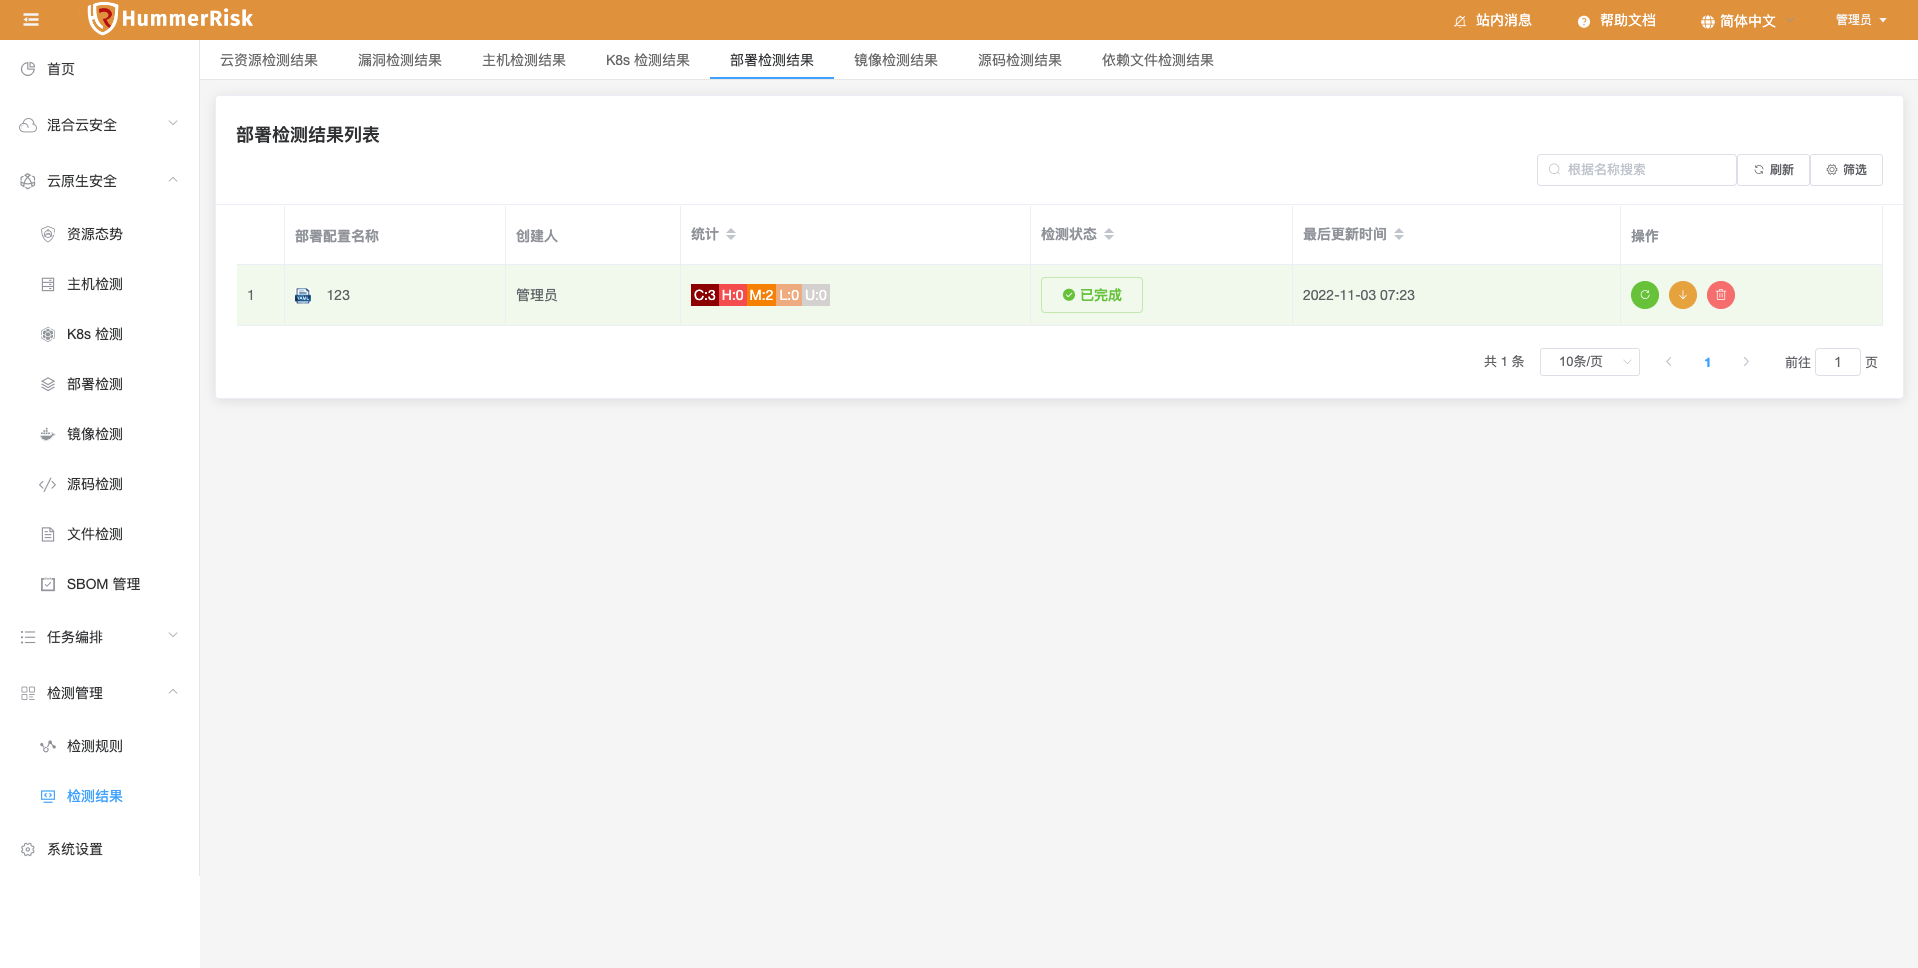 HummerRisk
站内消息
帮助文档
简体中文
管理员
首页
混合云安全
云原生安全
资源态势
主机检测
K8s 检测
部署检测
镜像检测
源码检测
文件检测
SBOM 管理
任务编排
检测管理
检测规则
检测结果
系统设置
云资源检测结果 漏洞检测结果 主机检测结果 K8s 检测结果 部署检测结果 镜像检测结果 源码检测结果 依赖文件检测结果
部署检测结果列表
根据名称搜索 刷新 筛选
部署配置名称 创建人 统计 检测状态 最后更新时间 操作
1 YAML 123 管理员 C:3 H:0 M:2 L:0 U:0 已完成 2022-11-03 07:23
共 1 条 10条/页 1 前往 1 页